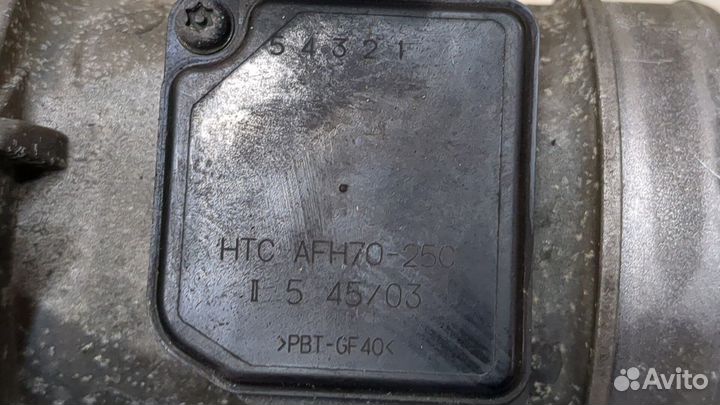 54321
HTC AFH70-25C
II 5 45/03
>PBT-GF40<
Avito